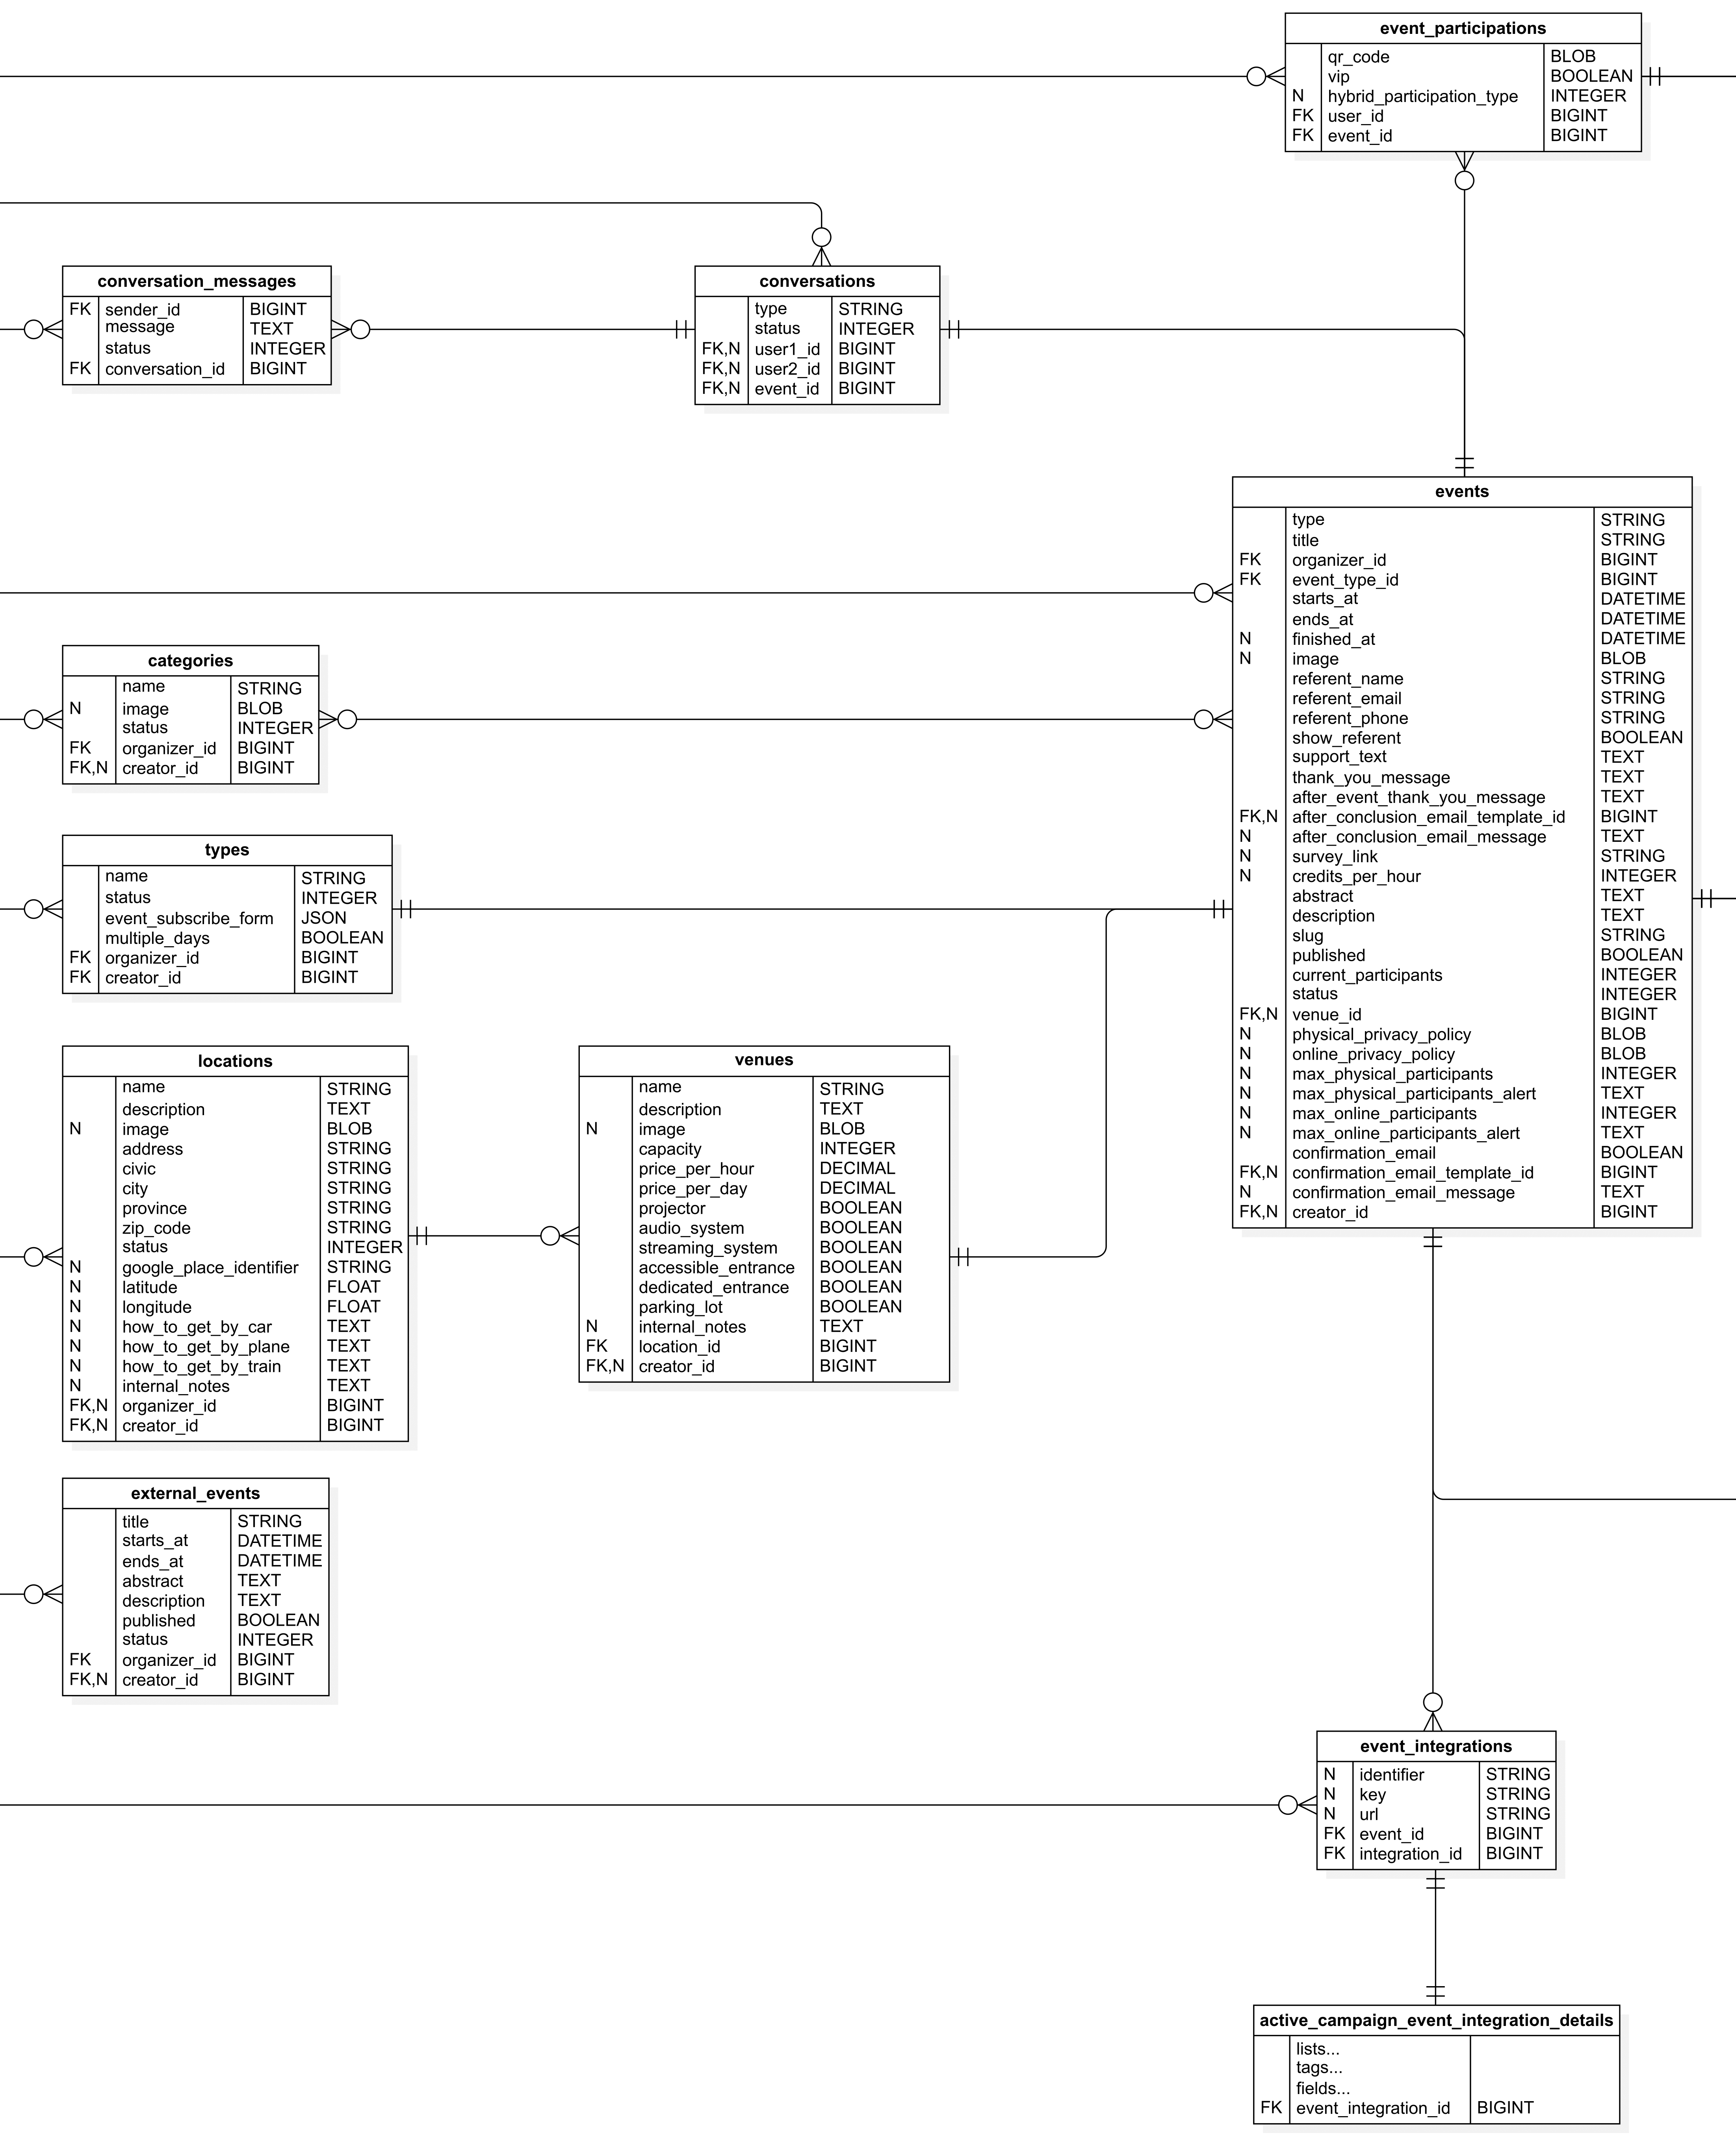 event_participations
qr_code BLOB
vip BOOLEAN
N hybrid_participation_type INTEGER
FK user_id BIGINT
FK event_id BIGINT
conversation_messages
FK sender_id BIGINT
message TEXT
status INTEGER
FK conversation_id BIGINT
conversations
type STRING
status INTEGER
FK,N user1_id BIGINT
FK,N user2_id BIGINT
FK,N event_id BIGINT
events
type STRING
title STRING
FK organizer_id BIGINT
FK event_type_id BIGINT
starts_at DATETIME
ends_at DATETIME
N finished_at DATETIME
N image BLOB
referent_name STRING
referent_email STRING
referent_phone STRING
show_referent BOOLEAN
support_text TEXT
thank_you_message TEXT
after_event_thank_you_message TEXT
FK,N after_conclusion_email_template_id BIGINT
N after_conclusion_email_message TEXT
N survey_link STRING
N credits_per_hour INTEGER
abstract TEXT
description TEXT
slug STRING
published BOOLEAN
current_participants INTEGER
status INTEGER
FK,N venue_id BIGINT
N physical_privacy_policy BLOB
N online_privacy_policy BLOB
N max_physical_participants INTEGER
N max_physical_participants_alert TEXT
N max_online_participants INTEGER
N max_online_participants_alert TEXT
confirmation_email BOOLEAN
FK,N confirmation_email_template_id BIGINT
N confirmation_email_message TEXT
FK,N creator_id BIGINT
categories
name STRING
N image BLOB
status INTEGER
FK organizer_id BIGINT
FK,N creator_id BIGINT
types
name STRING
status INTEGER
event_subscribe_form JSON
multiple_days BOOLEAN
FK organizer_id BIGINT
FK creator_id BIGINT
locations
name STRING
description TEXT
N image BLOB
address STRING
civic STRING
city STRING
province STRING
zip_code STRING
status INTEGER
N google_place_identifier STRING
N latitude FLOAT
N longitude FLOAT
N how_to_get_by_car TEXT
N how_to_get_by_plane TEXT
N how_to_get_by_train TEXT
N internal_notes TEXT
FK,N organizer_id BIGINT
FK,N creator_id BIGINT
venues
name STRING
description TEXT
N image BLOB
capacity INTEGER
price_per_hour DECIMAL
price_per_day DECIMAL
projector BOOLEAN
audio_system BOOLEAN
streaming_system BOOLEAN
accessible_entrance BOOLEAN
dedicated_entrance BOOLEAN
parking_lot BOOLEAN
N internal_notes TEXT
FK location_id BIGINT
FK,N creator_id BIGINT
external_events
title STRING
starts_at DATETIME
ends_at DATETIME
abstract TEXT
description TEXT
published BOOLEAN
status INTEGER
FK organizer_id BIGINT
FK,N creator_id BIGINT
event_integrations
N identifier STRING
N key STRING
N url STRING
FK event_id BIGINT
FK integration_id BIGINT
active_campaign_event_integration_details
lists...
tags...
fields...
FK event_integration_id BIGINT